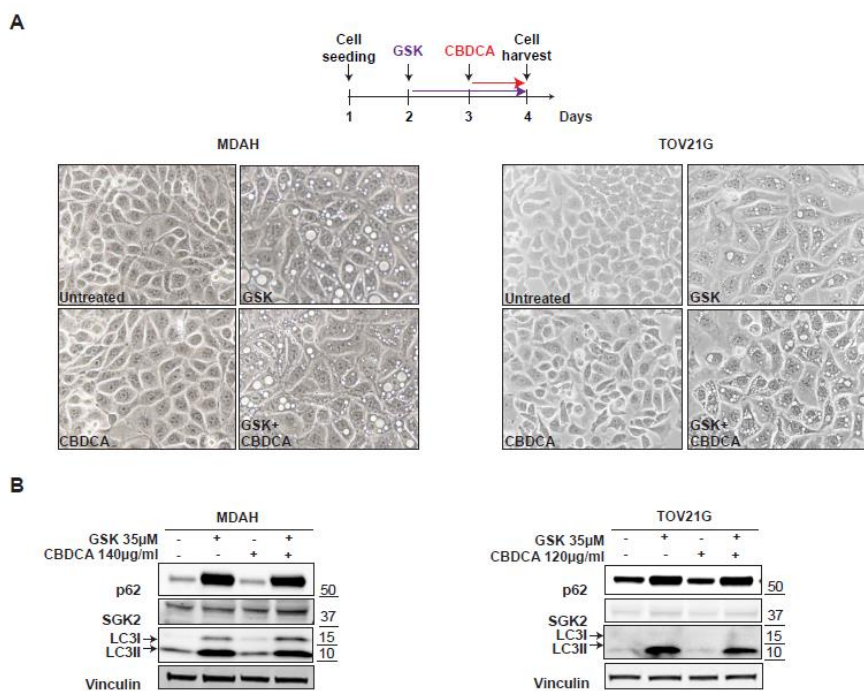 A
Cell seeding GSK CBDCA Cell harvest
1 2 3 4 Days
MDAH TOV21G
Untreated GSK Untreated GSK
CBDCA GSK+ CBDCA CBDCA GSK+ CBDCA
B
MDAH TOV21G
GSK 35µM - + - + GSK 35µM - + - +
CBDCA 140µg/ml - - + + CBDCA 120µg/ml - - + +
p62 50 p62 50
SGK2 37 SGK2 37
LC3I 15 LC3I 15
LC3II 10 LC3II 10
Vinculin Vinculin